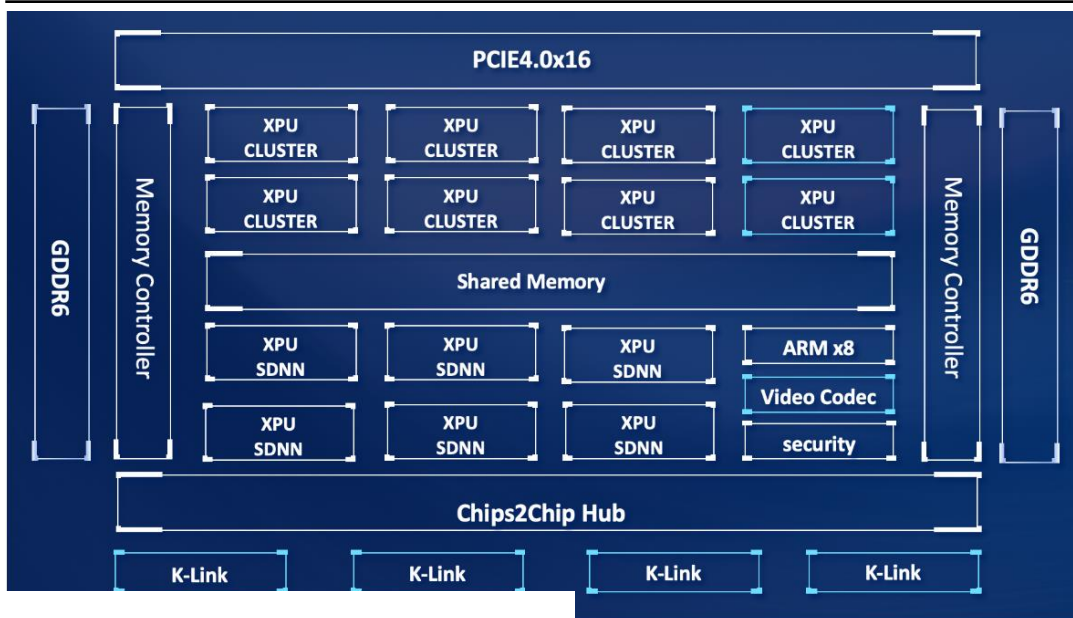 PCIE4.0x16
GDDR6
Memory Controller
XPU
CLUSTER
XPU
CLUSTER
XPU
CLUSTER
XPU
CLUSTER
XPU
CLUSTER
XPU
CLUSTER
XPU
CLUSTER
XPU
CLUSTER
Shared Memory
XPU
SDNN
XPU
SDNN
XPU
SDNN
ARM x8
Video Codec
XPU
SDNN
XPU
SDNN
XPU
SDNN
security
Memory Controller
GDDR6
Chips2Chip Hub
K-Link
K-Link
K-Link
K-Link